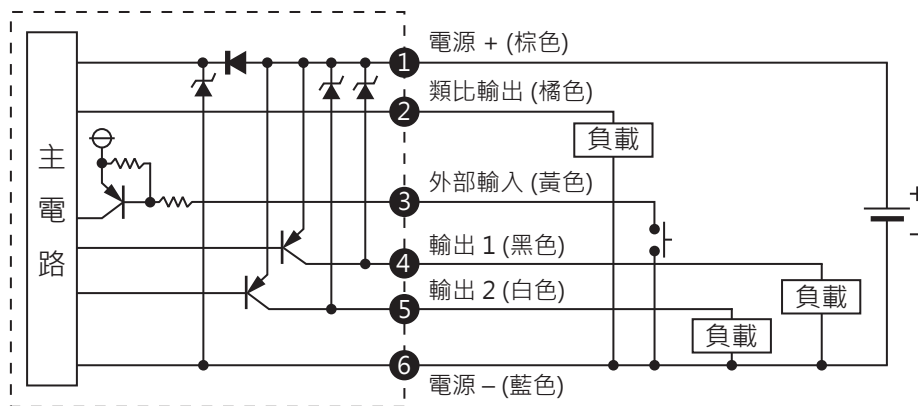 主電路
1
電源 + (棕色)
2
類比輸出 (橘色)
負載
3
外部輸入 (黃色)
+
–
4
輸出 1 (黑色)
負載
5
輸出 2 (白色)
負載
6
電源 – (藍色)